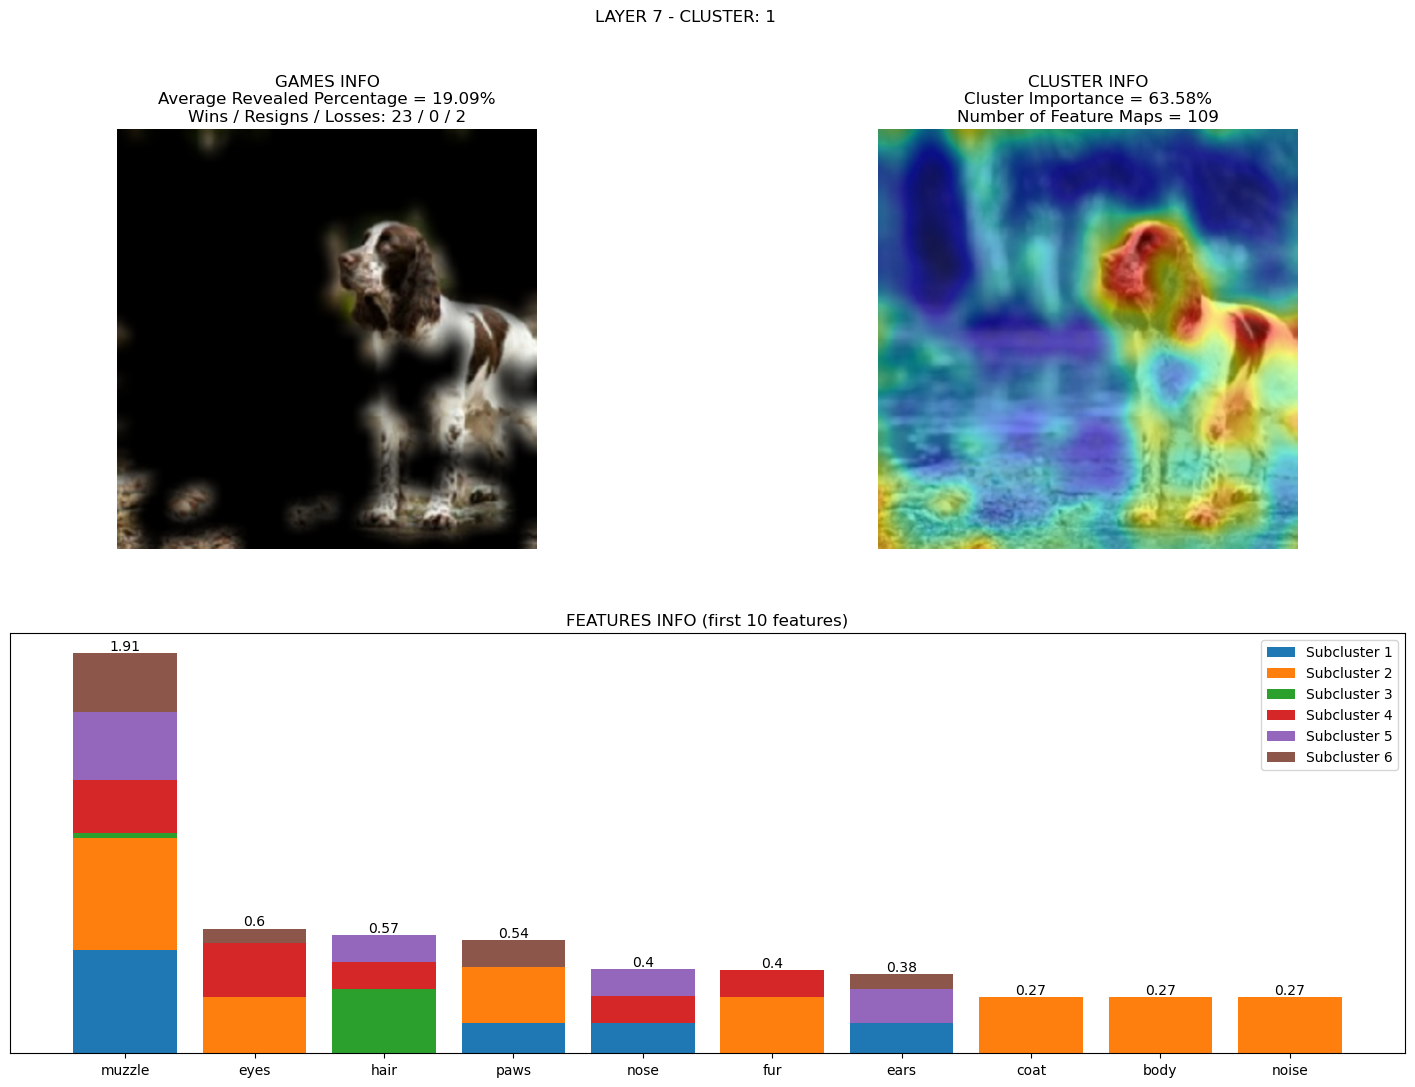 LAYER 7 - CLUSTER: 1
GAMES INFO
Average Revealed Percentage = 19.09%
Wins / Resigns / Losses: 23 / 0 / 2
CLUSTER INFO
Cluster Importance = 63.58%
Number of Feature Maps = 109
FEATURES INFO (first 10 features)
1.91
0.6
0.57
0.54
0.4
0.4
0.38
0.27
0.27
0.27
Subcluster 1
Subcluster 2
Subcluster 3
Subcluster 4
Subcluster 5
Subcluster 6
muzzle
eyes
hair
paws
nose
fur
ears
coat
body
noise